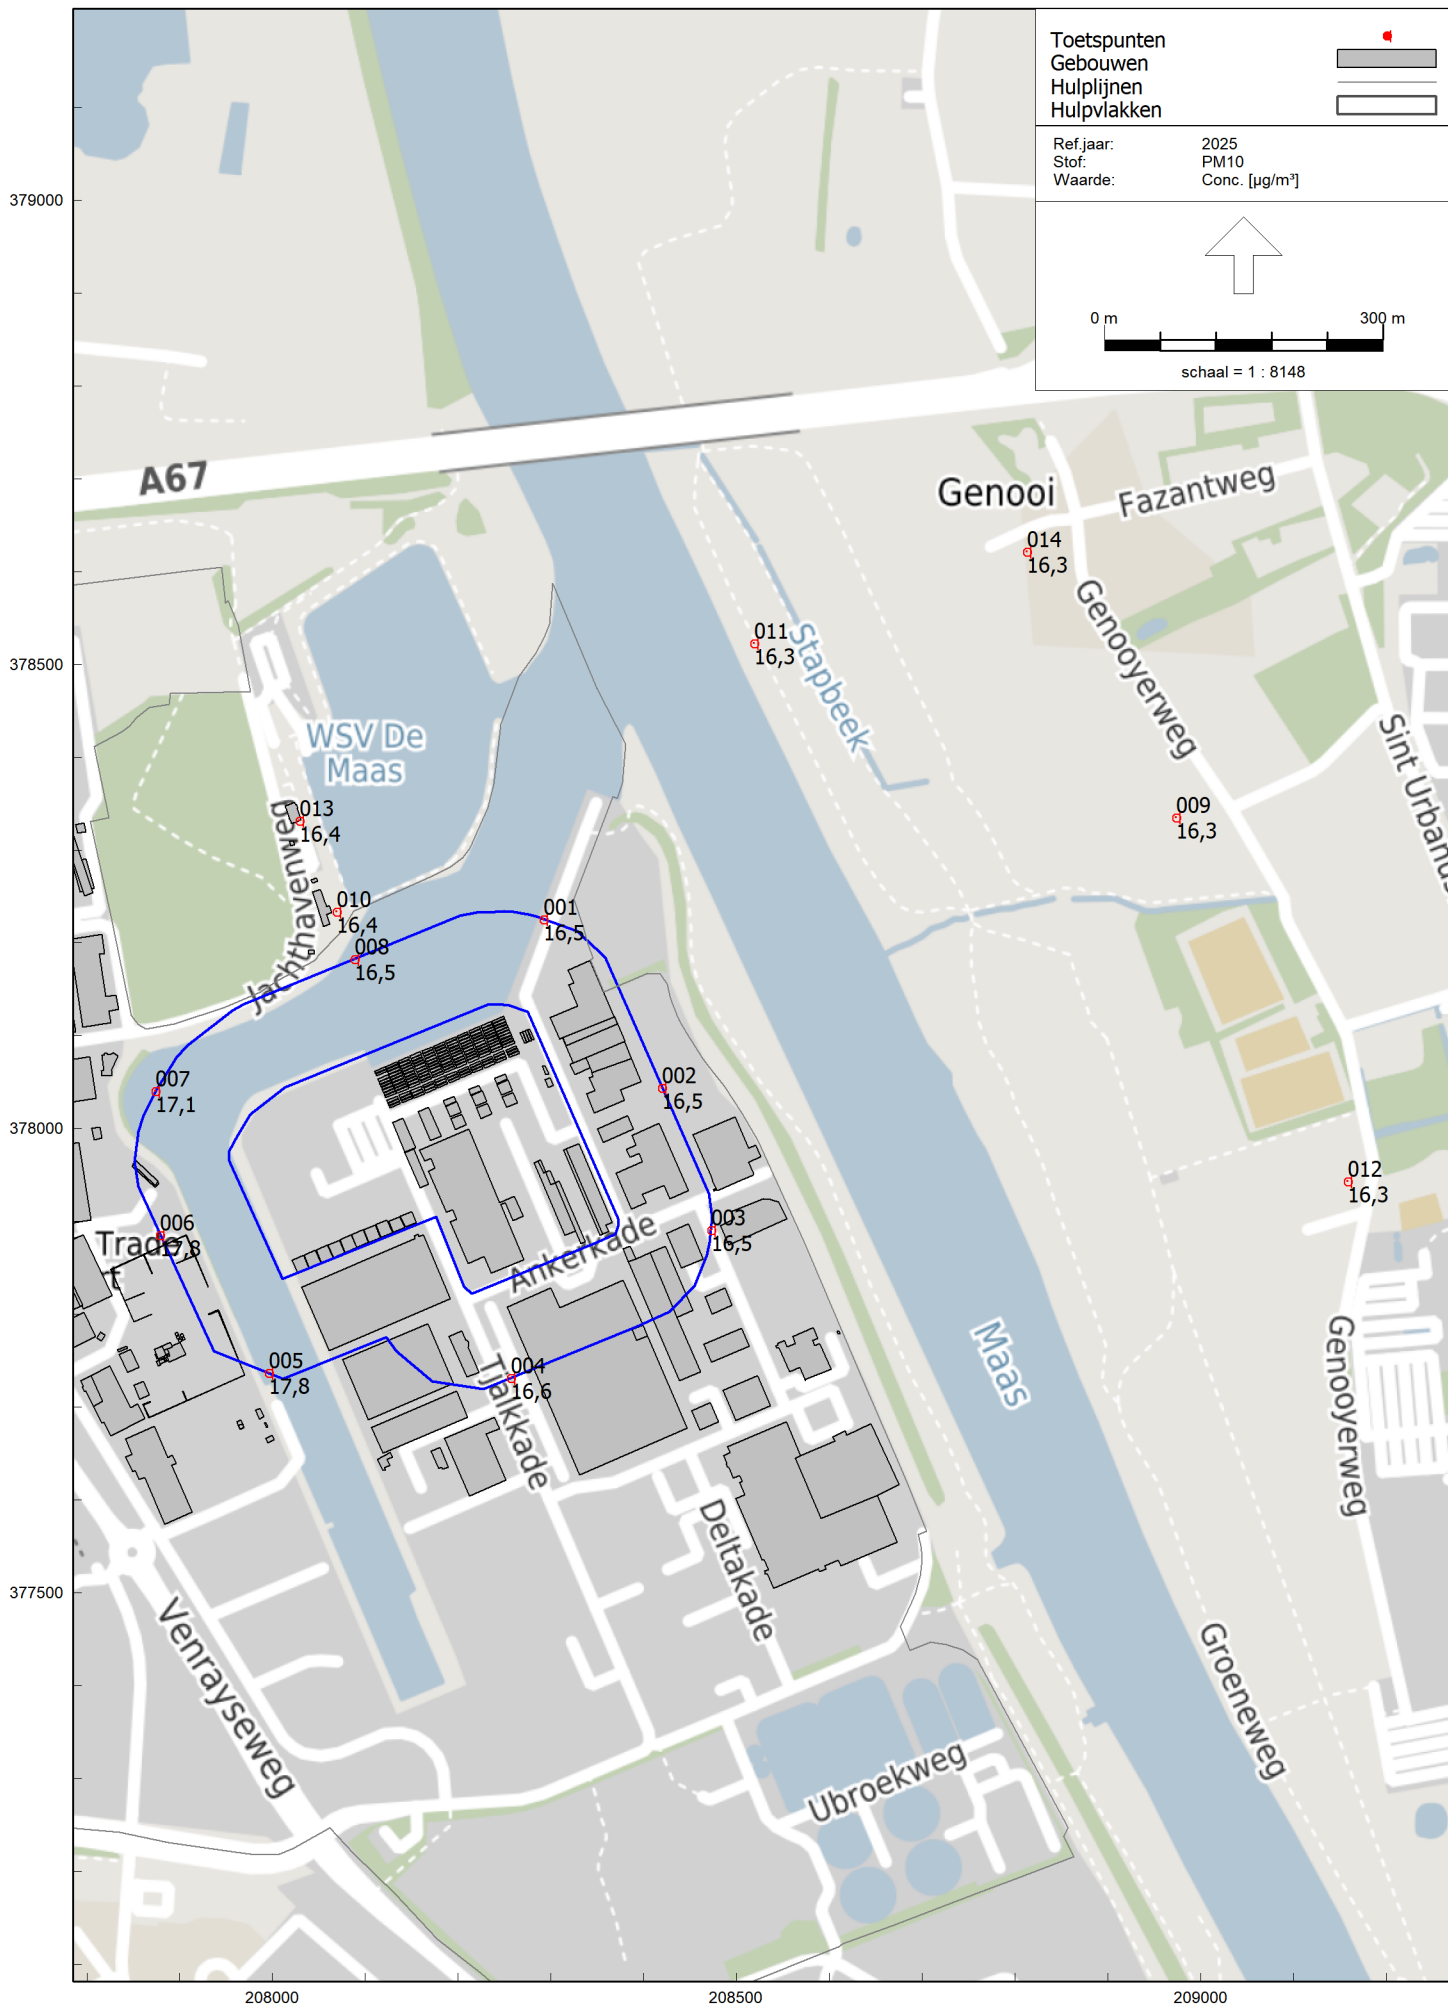 Toetspunten
Gebouwen
Hulplijnen
Hulpvlakken
Ref.jaar: 2025
Stof: PM10
Waarde: Conc. [µg/m³]
0 m 300 m
schaal = 1 : 8148
379000
A67
Genooi
Fazantweg
014
16,3
Genooyerweg
011
16,3
Stapbeek
378500
WSV De
Maas
Sint Urbanus
013
16,4
009
16,3
Jachthavenweg
010
16,4
001
16,5
008
16,5
007
17,1
002
16,5
378000
012
16,3
006
17,8
Trade
rt
003
16,5
Ankerkade
Maas
005
17,8
004
16,6
Tjalkkade
Genooyerweg
Deltakade
377500
Venrayseweg
Groeneweg
Ubroekweg
208000 208500 209000